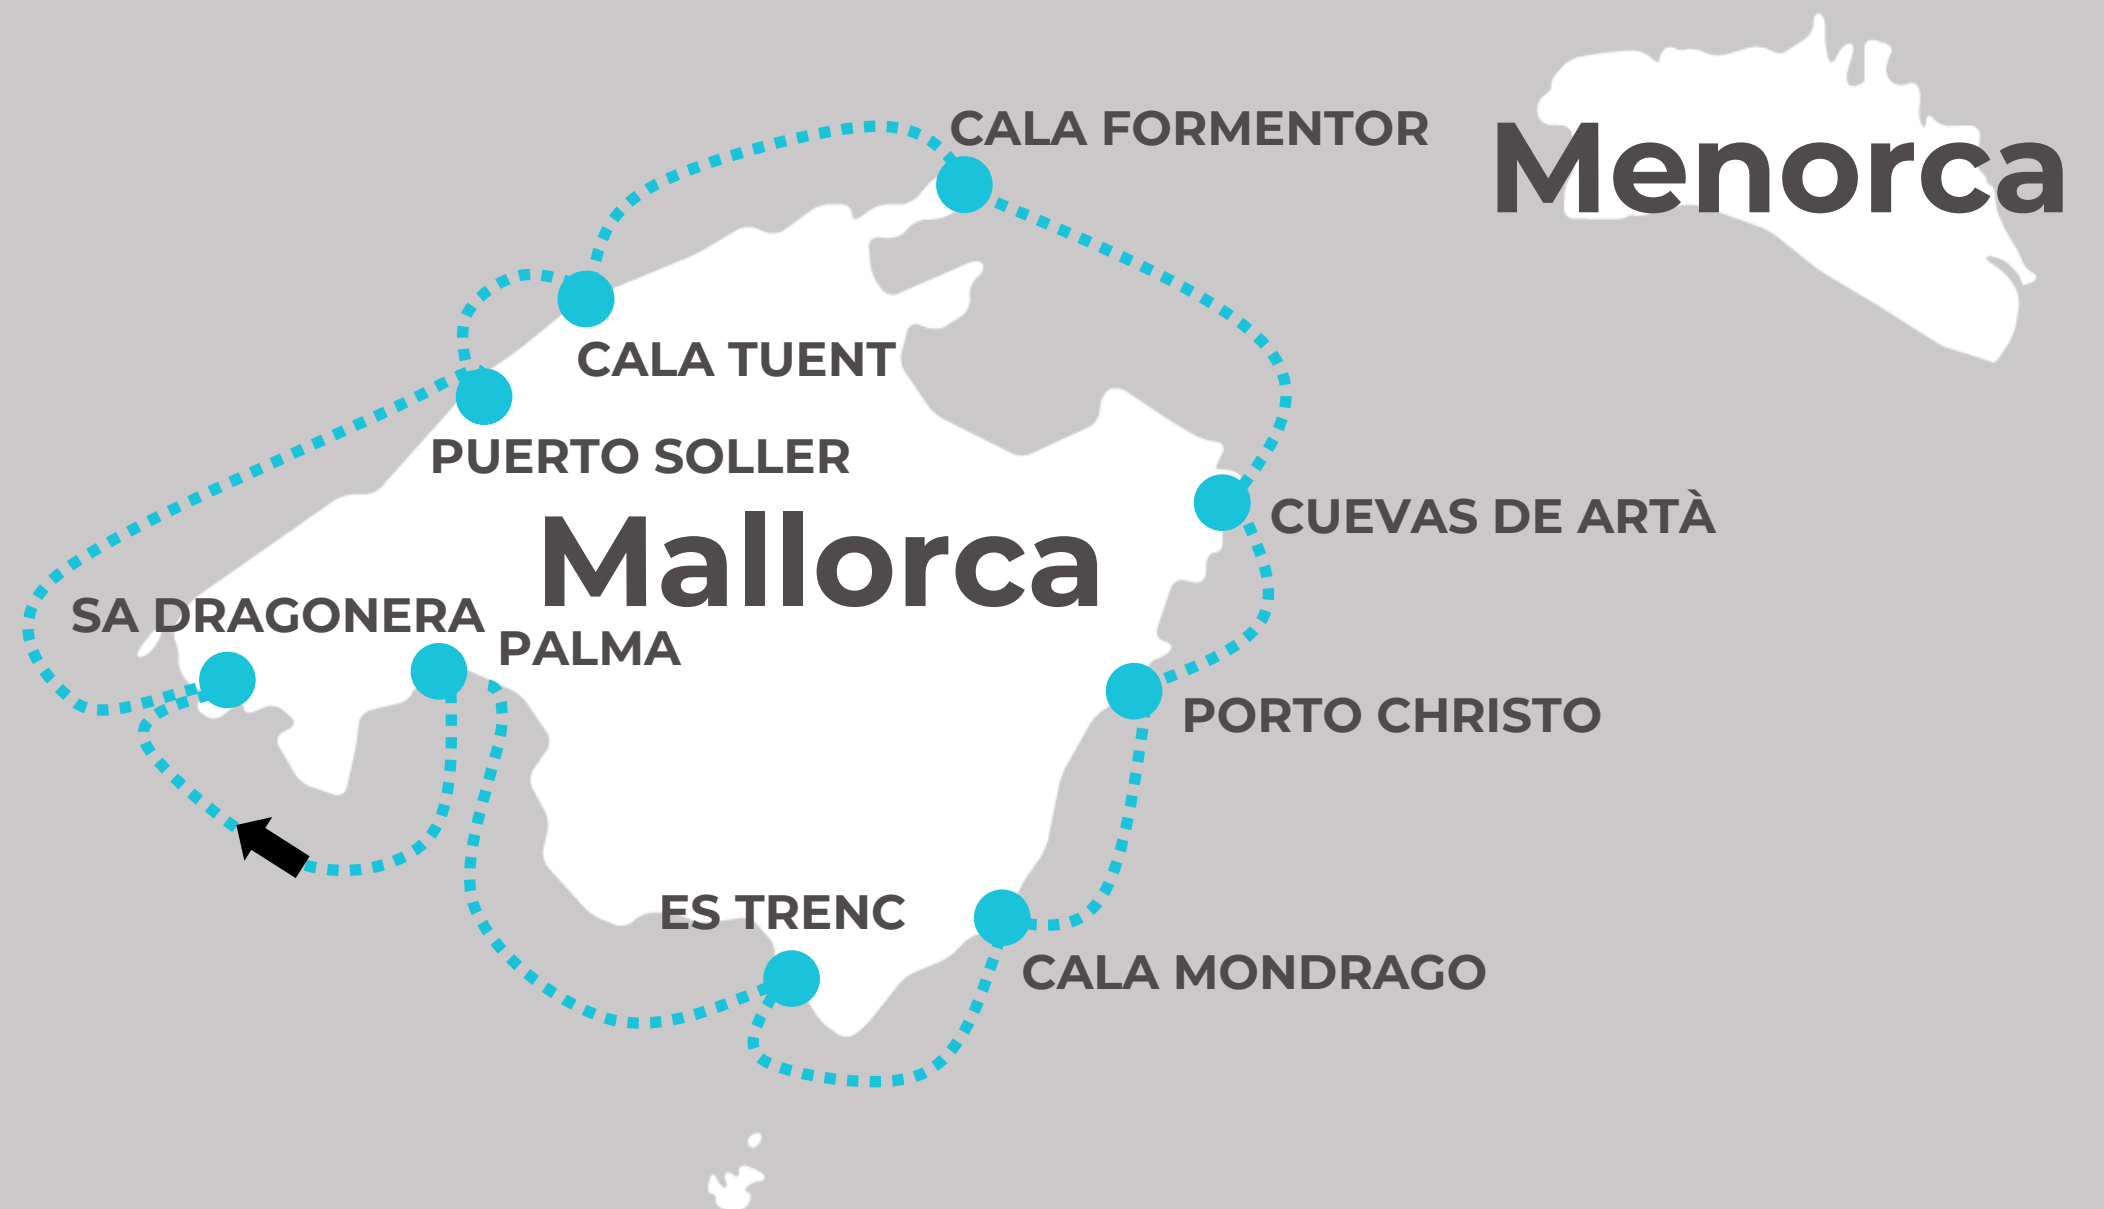 CALA FORMENTOR
Menorca
CALA TUENT
PUERTO SOLLER
CUEVAS DE ARTÀ
Mallorca
SA DRAGONERA
PALMA
PORTO CHRISTO
ES TRENC
CALA MONDRAGO